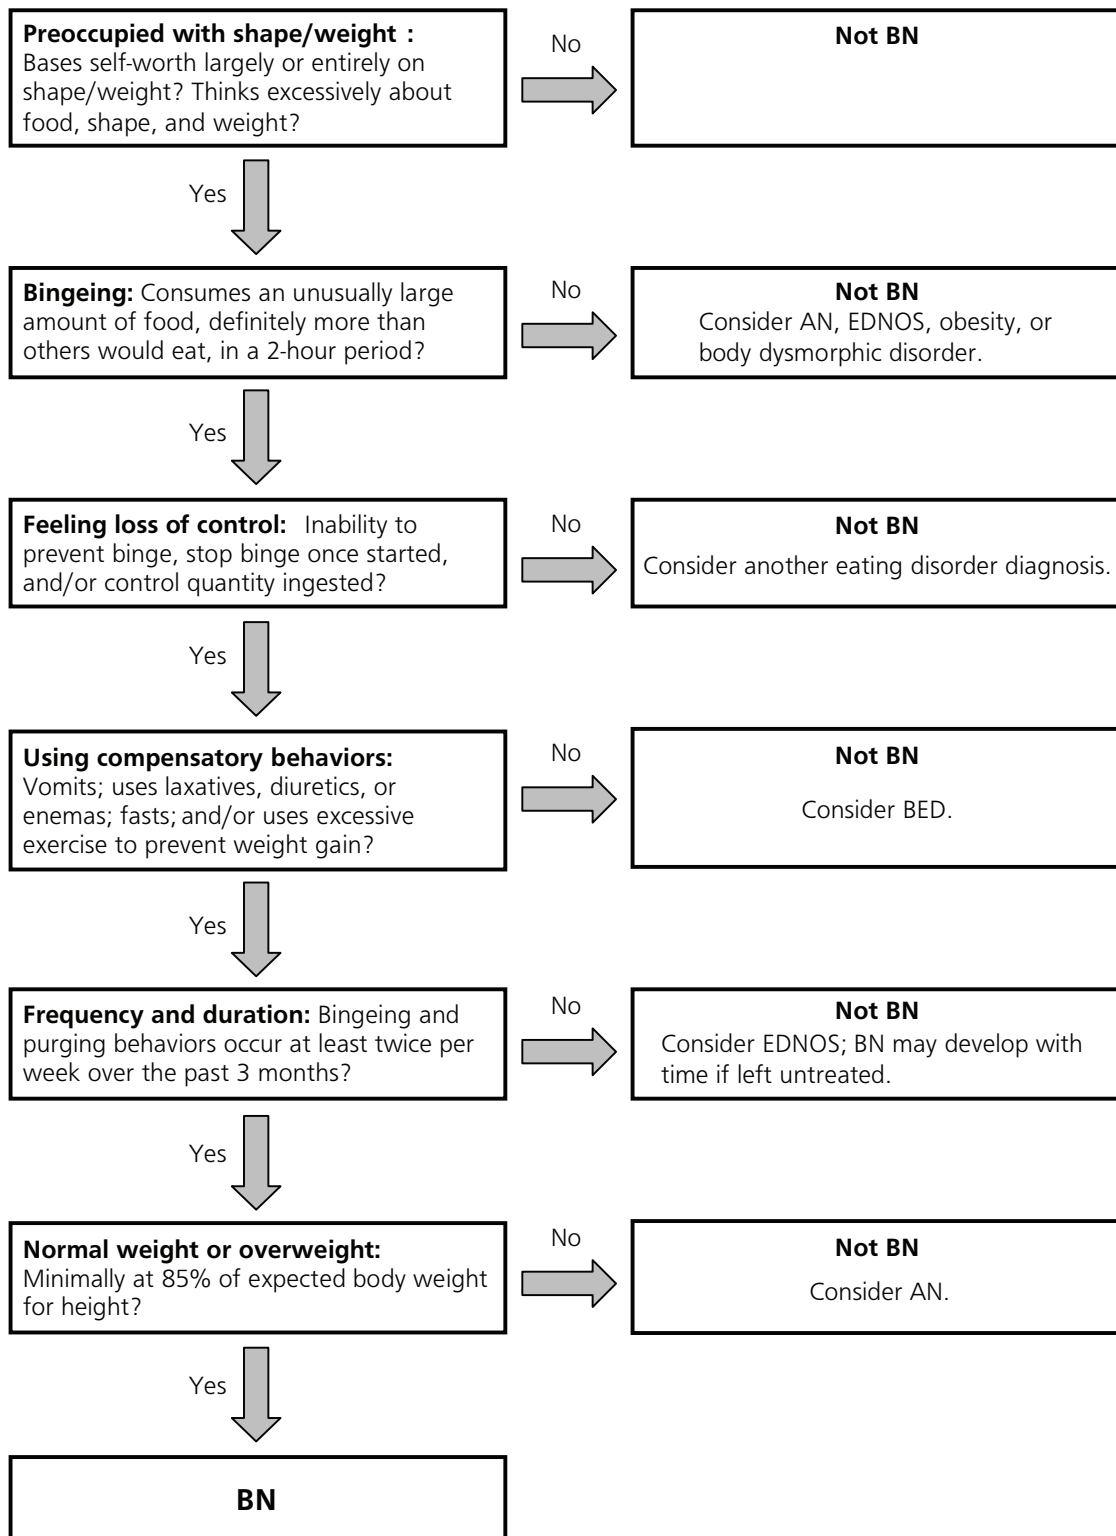 Preoccupied with shape/weight :
Bases self-worth largely or entirely on
shape/weight? Thinks excessively about
food, shape, and weight?
No
Not BN
Yes
Bingeing: Consumes an unusually large
amount of food, definitely more than
others would eat, in a 2-hour period?
No
Not BN
Consider AN, EDNOS, obesity, or
body dysmorphic disorder.
Yes
Feeling loss of control: Inability to
prevent binge, stop binge once started,
and/or control quantity ingested?
No
Not BN
Consider another eating disorder diagnosis.
Yes
Using compensatory behaviors:
Vomits; uses laxatives, diuretics, or
enemas; fasts; and/or uses excessive
exercise to prevent weight gain?
No
Not BN
Consider BED.
Yes
Frequency and duration: Bingeing and
purging behaviors occur at least twice per
week over the past 3 months?
No
Not BN
Consider EDNOS; BN may develop with
time if left untreated.
Yes
Normal weight or overweight:
Minimally at 85% of expected body weight
for height?
No
Not BN
Consider AN.
Yes
BN